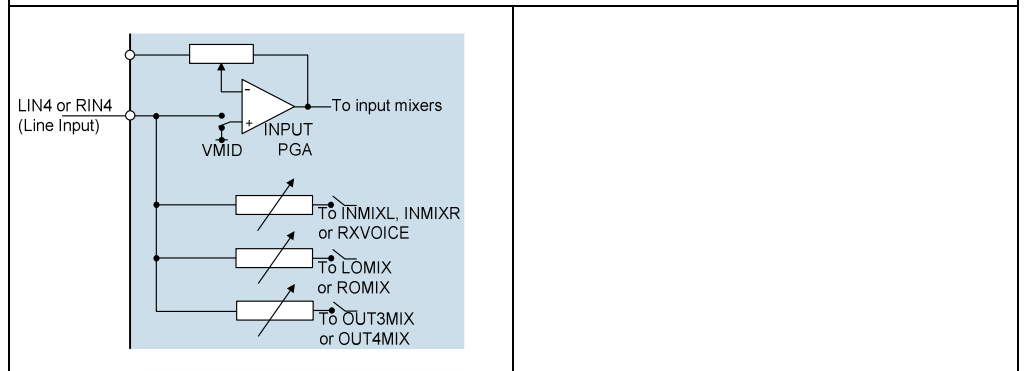 LIN4 or RIN4
(Line Input)
-
+
To input mixers
INPUT
PGA
VMID
To INMIXL, INMIXR
or RXVOICE
To LOMIX
or ROMIX
To OUT3MIX
or OUT4MIX